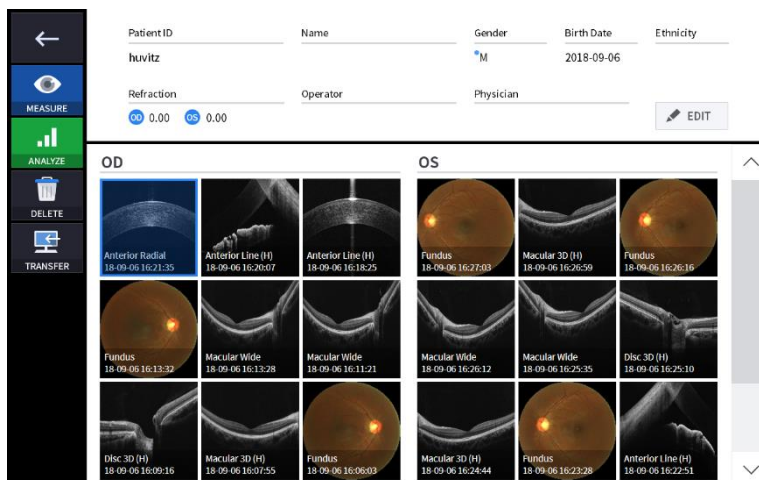 Patient ID
Name
Gender
Birth Date
Ethnicity
huvitz
M
2018-09-06
Refraction
Operator
Physician
OD 0.00 OS 0.00
EDIT
MEASURE
ANALYZE
DELETE
TRANSFER
OD
Anterior Radial
18-09-06 16:21:35
Anterior Line (H)
18-09-06 16:20:07
Anterior Line (H)
18-09-06 16:18:25
Fundus
18-09-06 16:13:32
Macular Wide
18-09-06 16:13:28
Macular Wide
18-09-06 16:11:21
Disc 3D (H)
18-09-06 16:09:16
Macular 3D (H)
18-09-06 16:07:55
Fundus
18-09-06 16:06:03
OS
Fundus
18-09-06 16:27:03
Macular 3D (H)
18-09-06 16:26:59
Fundus
18-09-06 16:26:16
Macular Wide
18-09-06 16:26:12
Macular Wide
18-09-06 16:25:35
Disc 3D (H)
18-09-06 16:25:10
Macular 3D (H)
18-09-06 16:24:44
Fundus
18-09-06 16:23:28
Anterior Line (H)
18-09-06 16:22:51